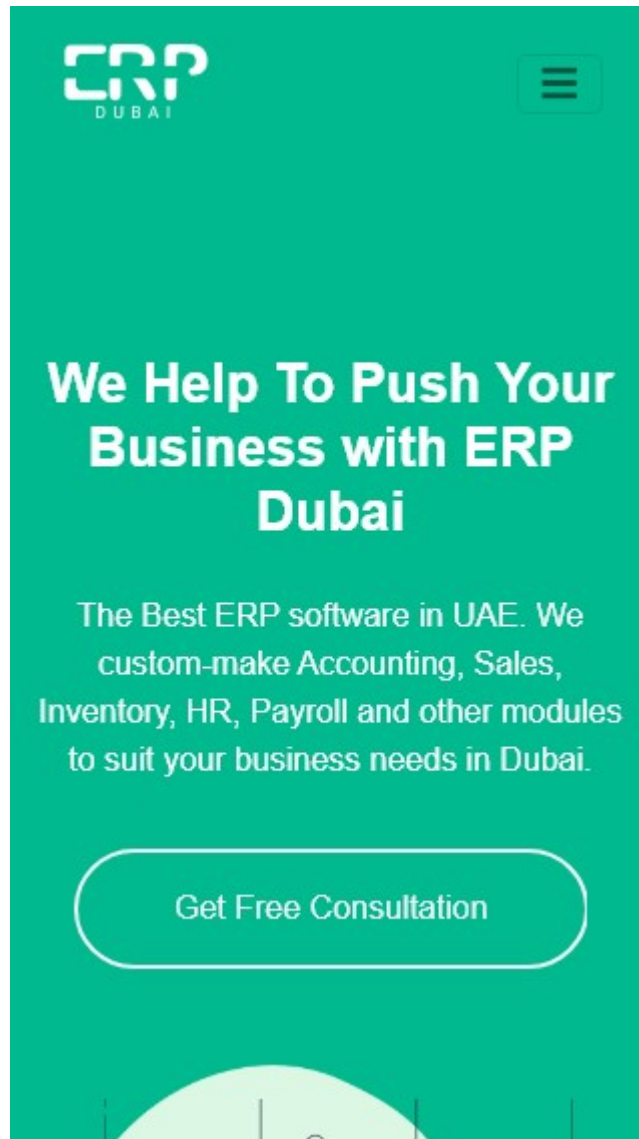 ERP
DUBAI
We Help To Push Your
Business with ERP
Dubai
The Best ERP software in UAE. We
custom-make Accounting, Sales,
Inventory, HR, Payroll and other modules
to suit your business needs in Dubai.
Get Free Consultation